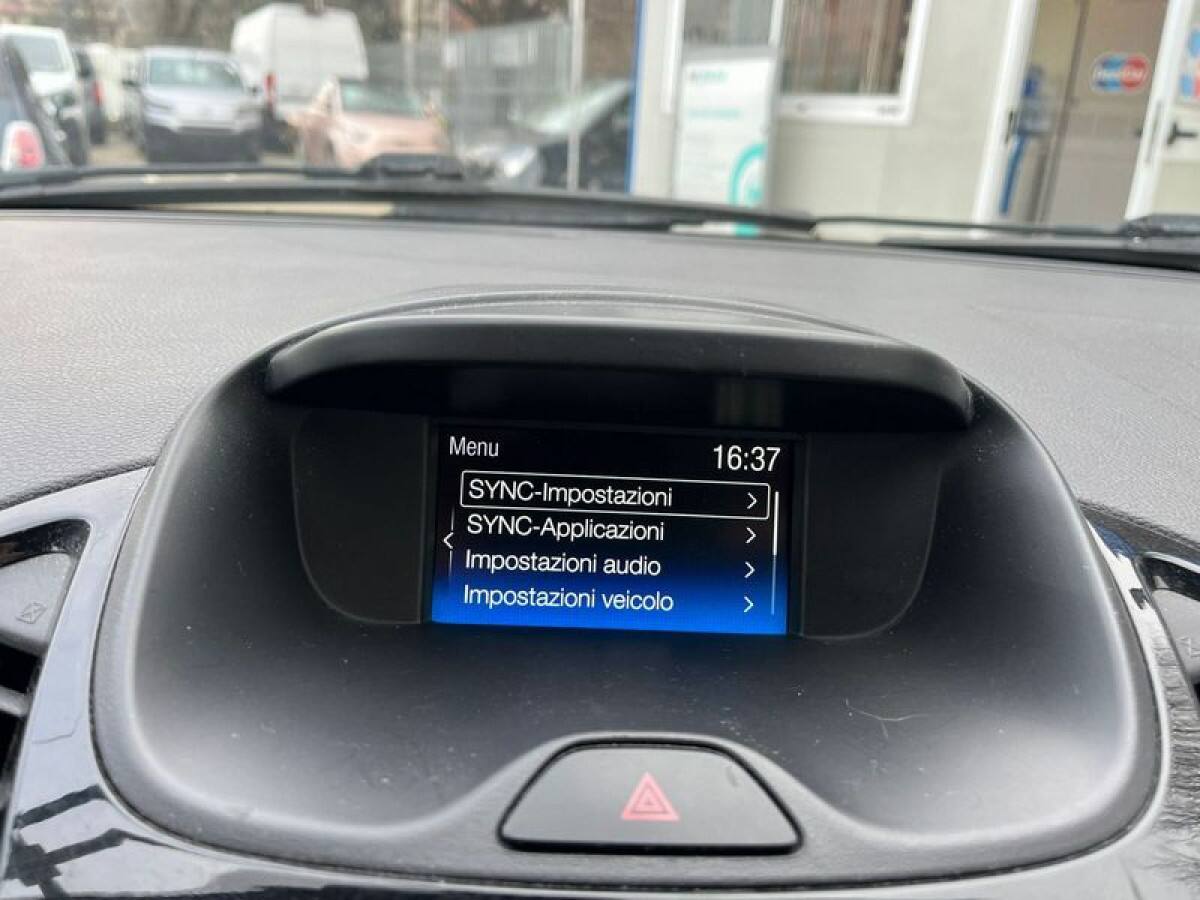 Menu
16:37
SYNC-Impostazioni
SYNC-Applicazioni
Impostazioni audio
Impostazioni veicolo